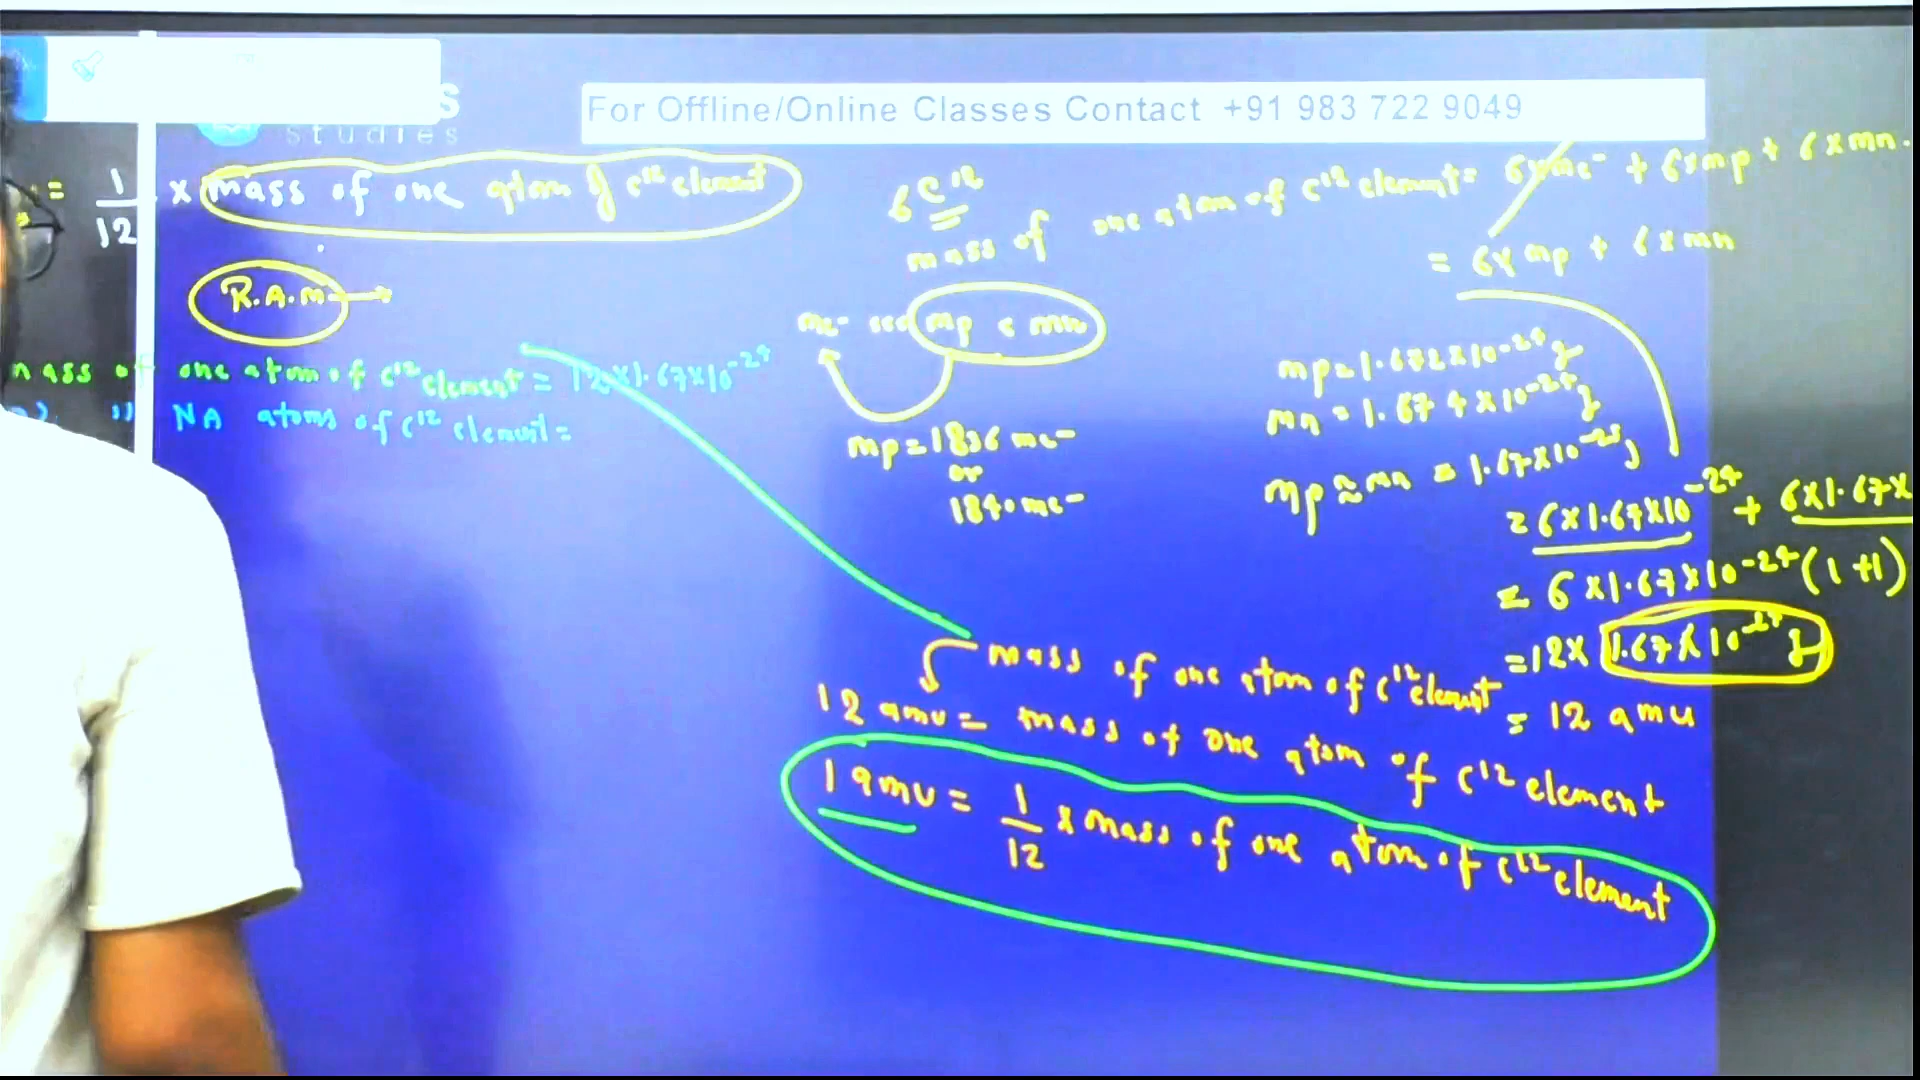 For Offline/Online Classes Contact +91 983 722 9049
studies
= 1/12 × mass of one atom of C¹² element
R.A.M →
mass of one atom of C¹² element = 12×1.67×10⁻²⁴
NA atoms of C¹² element =
₆C¹²
mass of one atom of C¹² element = 6×me⁻ + 6×mp + 6×mn.
= 6×mp + 6×mn
me⁻ <<< mp < mn
mp = 1836 me⁻
or
1840 me⁻
mp = 1.672×10⁻²⁴ g
mn = 1.674×10⁻²⁴ g
mp ≈ mn = 1.67×10⁻²⁴ g
= 6×1.67×10⁻²⁴ + 6×1.67×
= 6×1.67×10⁻²⁴ (1+1)
= 12× 1.67×10⁻²⁴ g
mass of one atom of C¹² element = 12 amu
12 amu = mass of one atom of C¹² element
1 amu = 1/12 × mass of one atom of C¹² element